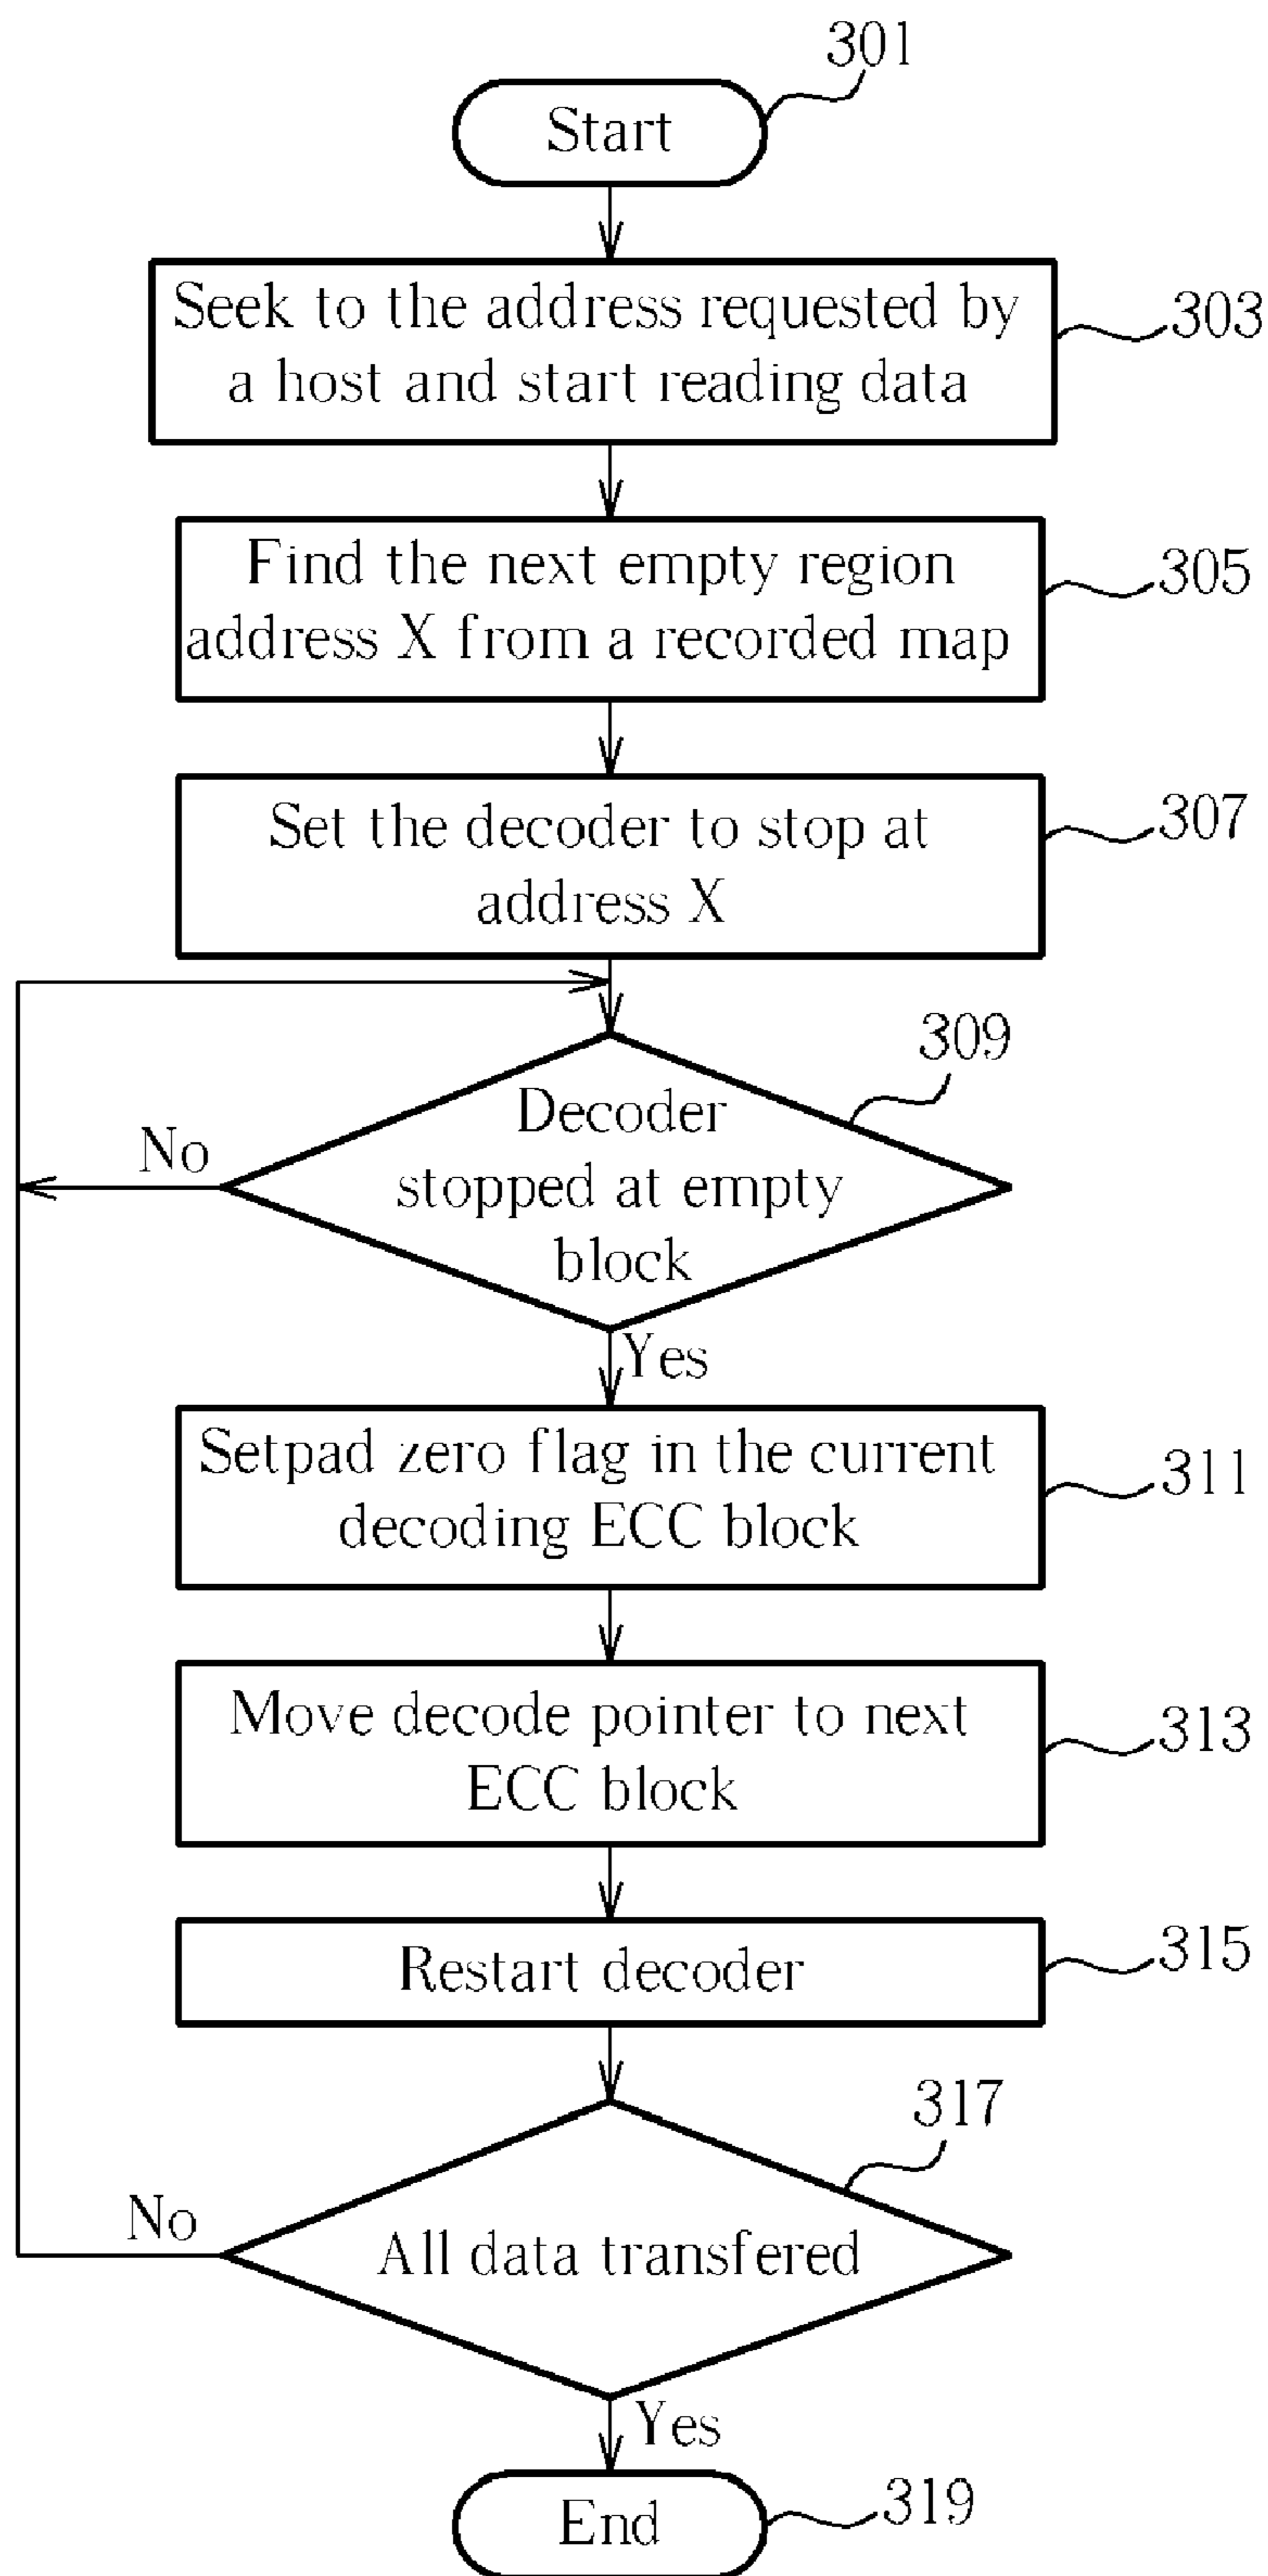 301
Start
Seek to the address requested by
a host and start reading data
303
Find the next empty region
address X from a recorded map
305
Set the decoder to stop at
address X
307
309
Decoder
stopped at empty
block
No
Yes
Setpad zero flag in the current
decoding ECC block
311
Move decode pointer to next
ECC block
313
Restart decoder
315
317
All data transfered
No
Yes
End
319